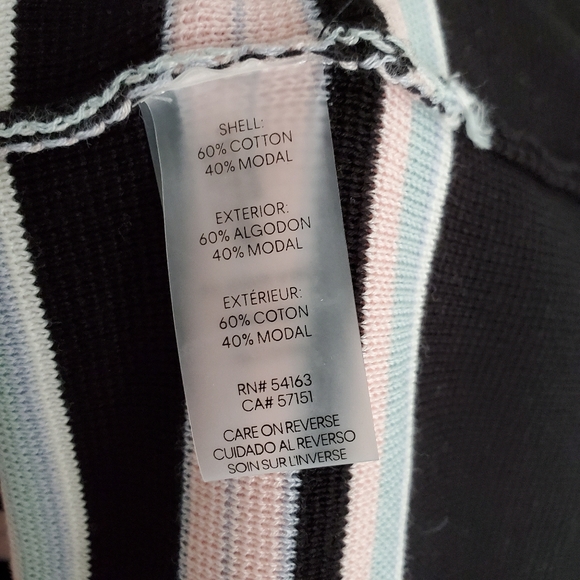 SHELL:
60% COTTON
40% MODAL
EXTERIOR:
60% ALGODON
40% MODAL
EXTÉRIEUR:
60% COTON
40% MODAL
RN# 54163
CA# 57151
CARE ON REVERSE
CUIDADO AL REVERSO
SOIN SUR L'INVERSE